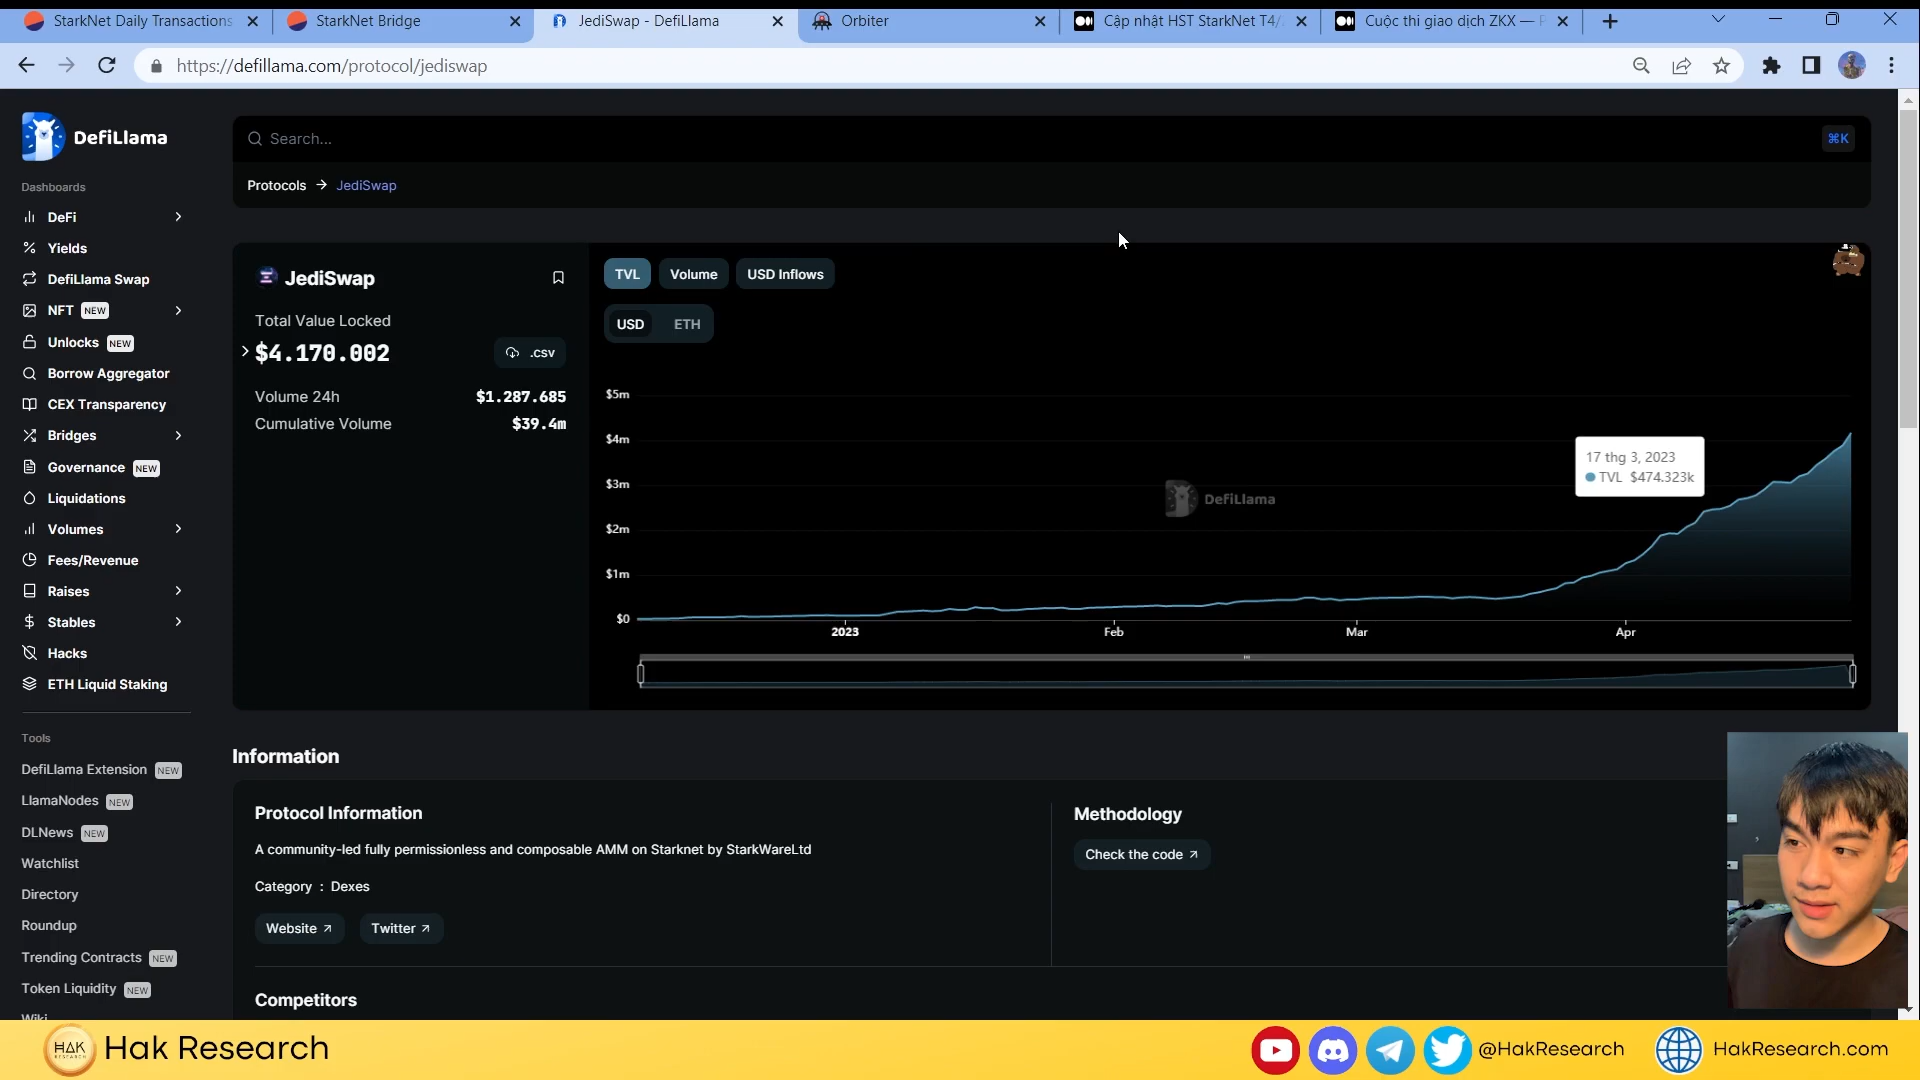 StarkNet Daily Transactions
StarkNet Bridge
JediSwap - DefiLlama
Orbiter
Cập nhật HST StarkNet T4/
Cuộc thi giao dịch ZKX —
https://defillama.com/protocol/jediswap
DefiLlama
Search...
⌘K
Protocols → JediSwap
Dashboards
DeFi
Yields
DefiLlama Swap
NFT NEW
Unlocks NEW
Borrow Aggregator
CEX Transparency
Bridges
Governance NEW
Liquidations
Volumes
Fees/Revenue
Raises
Stables
Hacks
ETH Liquid Staking
Tools
DefiLlama Extension NEW
LlamaNodes NEW
DLNews NEW
Watchlist
Directory
Roundup
Trending Contracts NEW
Token Liquidity NEW
Wiki
JediSwap
Total Value Locked
$4.170.002
.csv
Volume 24h $1.287.685
Cumulative Volume $39.4m
TVL Volume USD Inflows
USD ETH
$5m
$4m
$3m
$2m
$1m
$0
2023 Feb Mar Apr
DefiLlama
17 thg 3, 2023
TVL $474.323k
Information
Protocol Information
A community-led fully permissionless and composable AMM on Starknet by StarkWareLtd
Category : Dexes
Website Twitter
Methodology
Check the code
Competitors
HAK
RESEARCH
Hak Research
@HakResearch
HakResearch.com